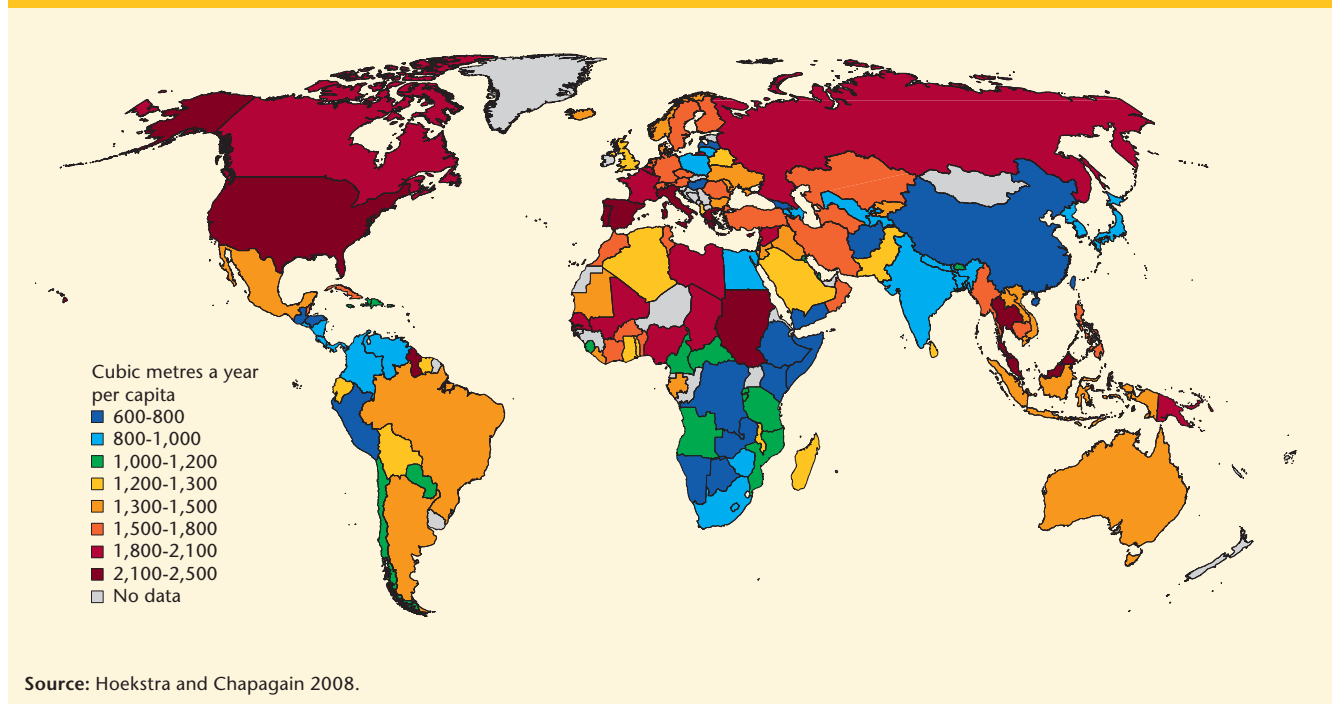 Cubic metres a year
per capita
600-800
800-1,000
1,000-1,200
1,200-1,300
1,300-1,500
1,500-1,800
1,800-2,100
2,100-2,500
No data
Source: Hoekstra and Chapagain 2008.